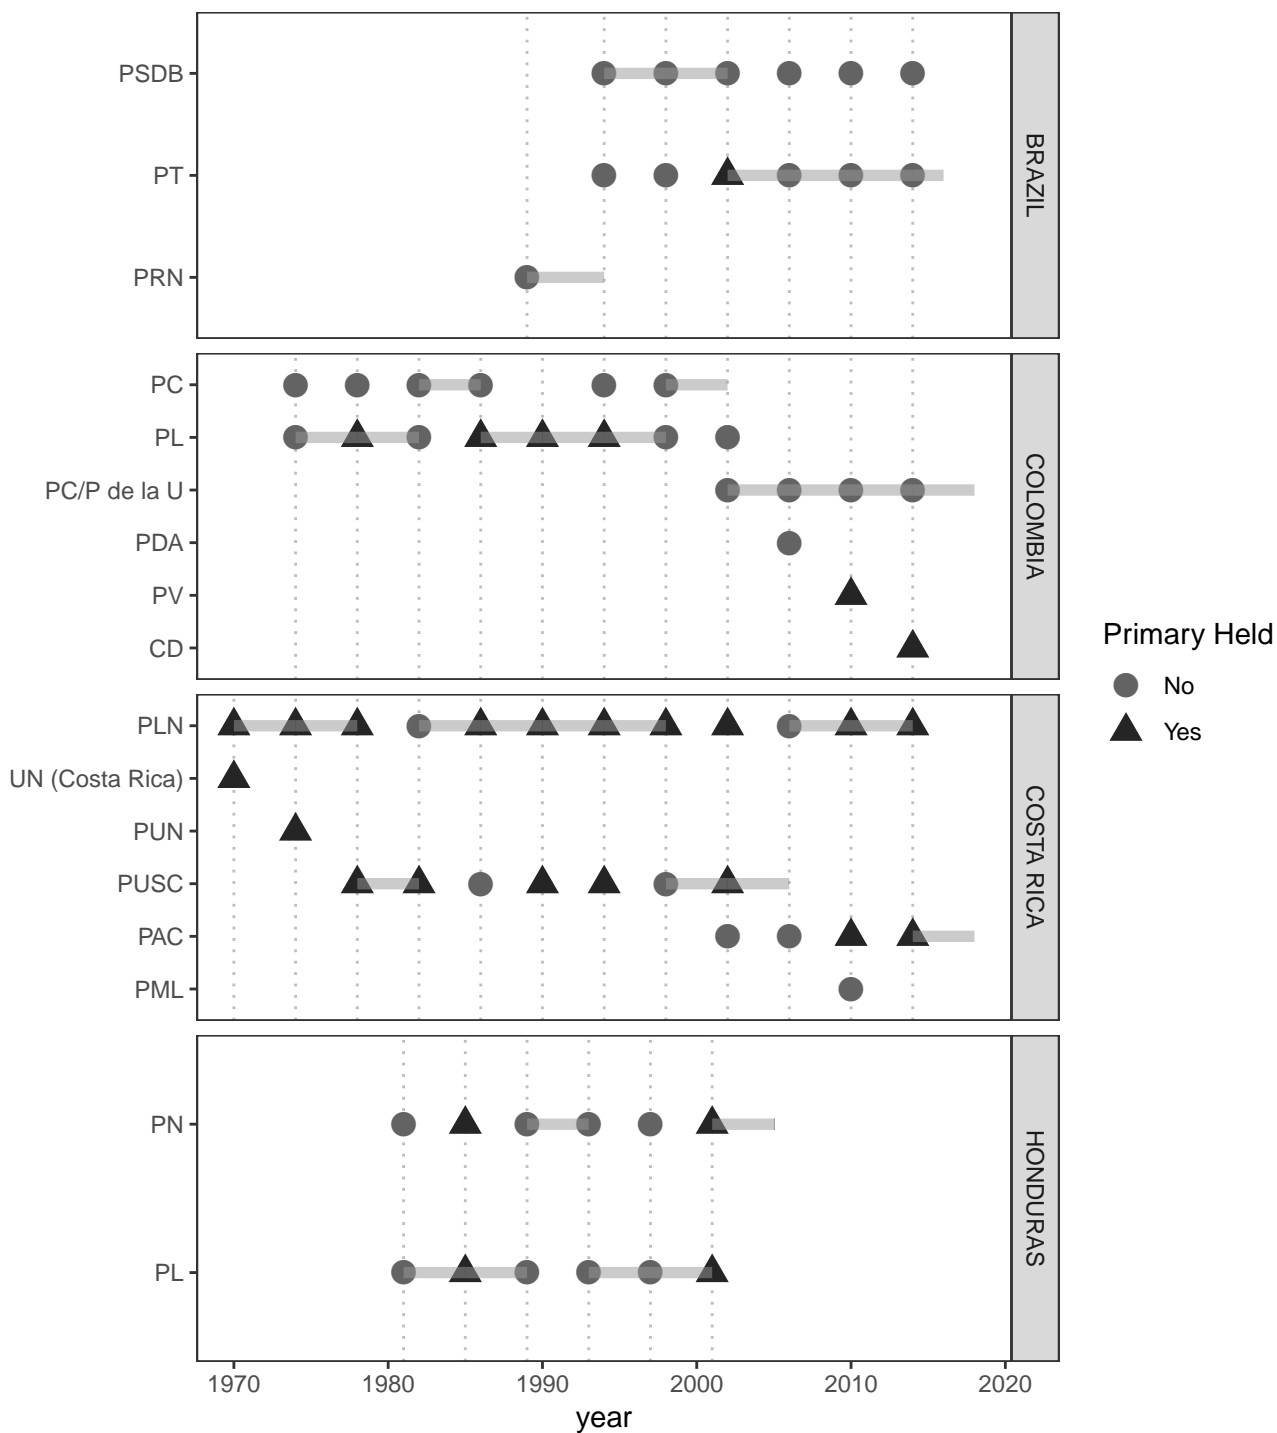 PSDB
PT
PRN
BRAZIL
PC
PL
PC/P de la U
PDA
PV
CD
COLOMBIA
PLN
UN (Costa Rica)
PUN
PUSC
PAC
PML
COSTA RICA
PN
PL
HONDURAS
1970 1980 1990 2000 2010 2020
year
Primary Held
No
Yes